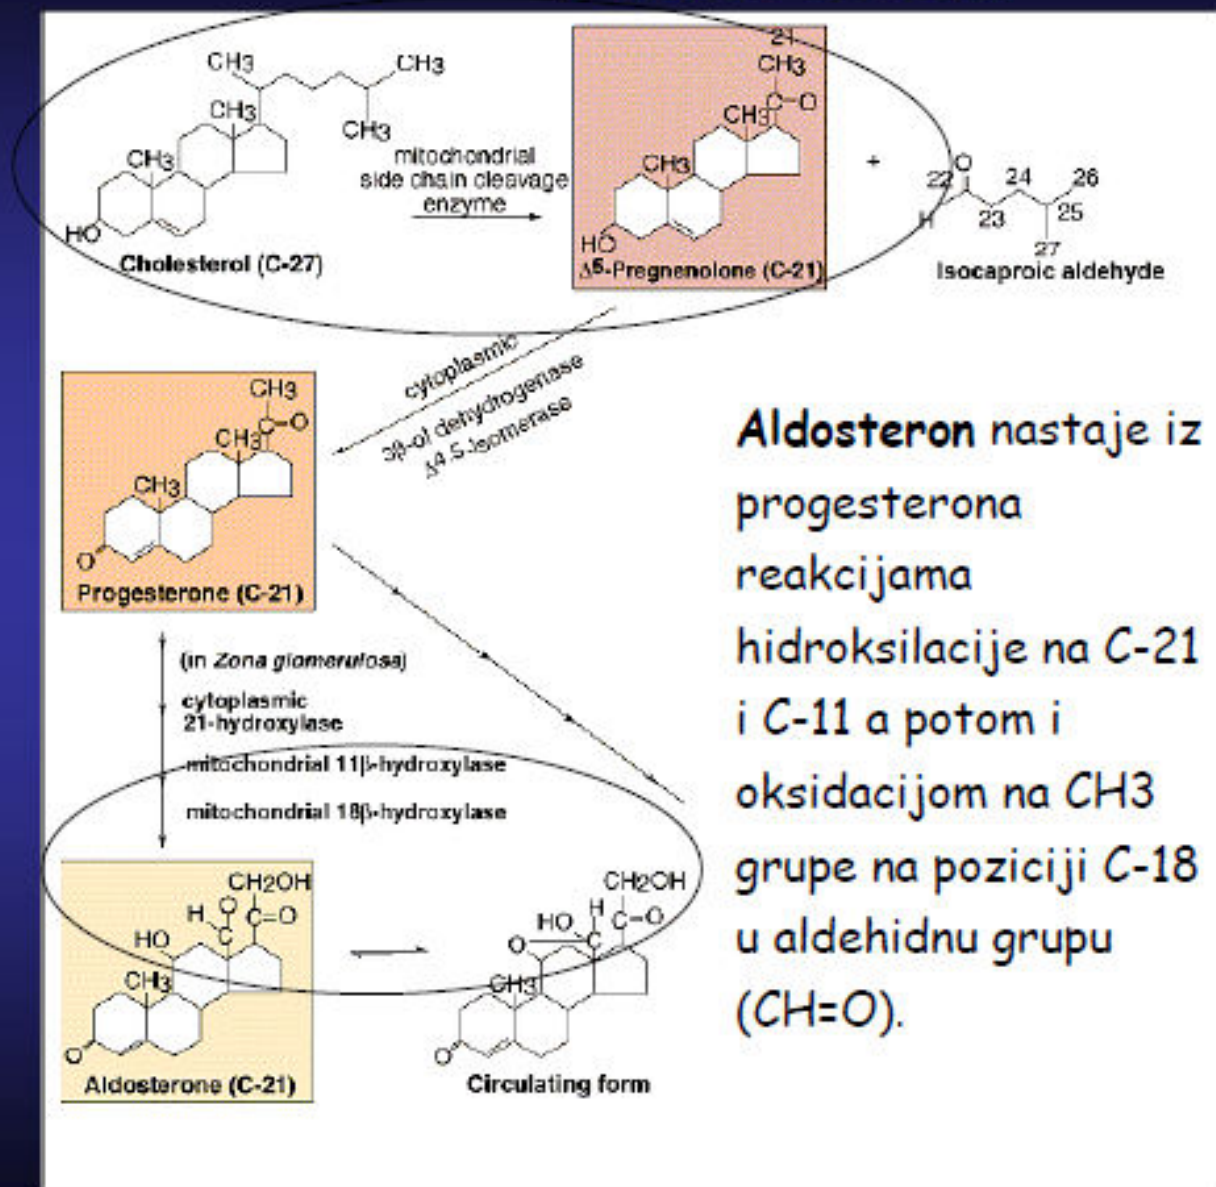 CH3
CH3
CH3
CH3
CH3
HO
Cholesterol (C-27)
mitochondrial
side chain cleavage
enzyme
21
CH3
C=O
CH3
CH3
HO
Δ5-Pregnenolone (C-21)
+
O
22
24
26
H
23
25
27
Isocaproic aldehyde
cytoplasmic
3β-ol dehydrogenase
Δ4,5-Isomerase
CH3
C=O
CH3
CH3
O
Progesterone (C-21)
(in Zona glomerulosa)
cytoplasmic
21-hydroxylase
mitochondrial 11β-hydroxylase
mitochondrial 18β-hydroxylase
CH2OH
O
H
C=O
C
HO
CH3
O
Aldosterone (C-21)
CH2OH
H
HO
C=O
O
C
CH3
O
Circulating form
Aldosteron nastaje iz
progesterona
reakcijama
hidroksilacije na C-21
i C-11 a potom i
oksidacijom na CH3
grupe na poziciji C-18
u aldehidnu grupu
(CH=O).